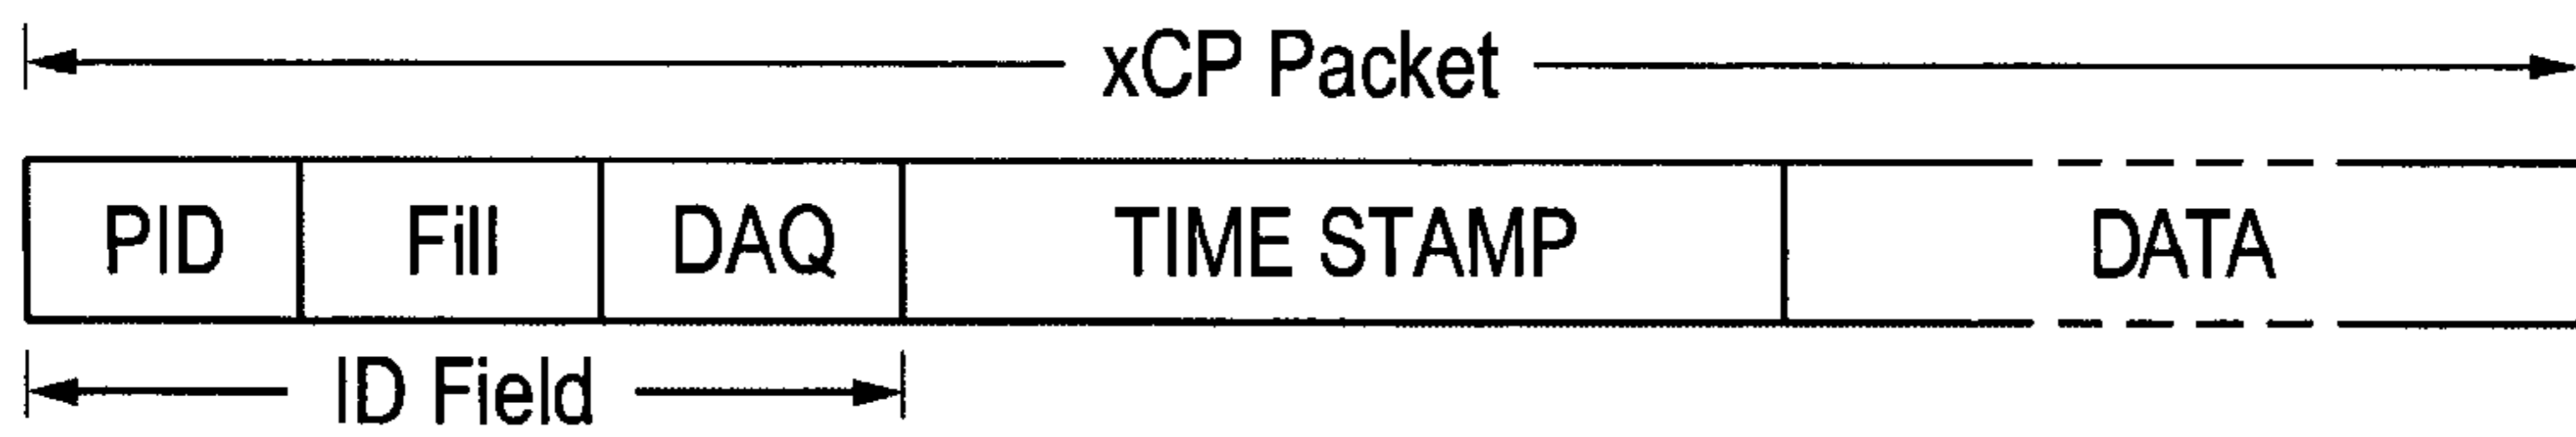 xCP Packet
PID Fill DAQ TIME STAMP DATA
ID Field